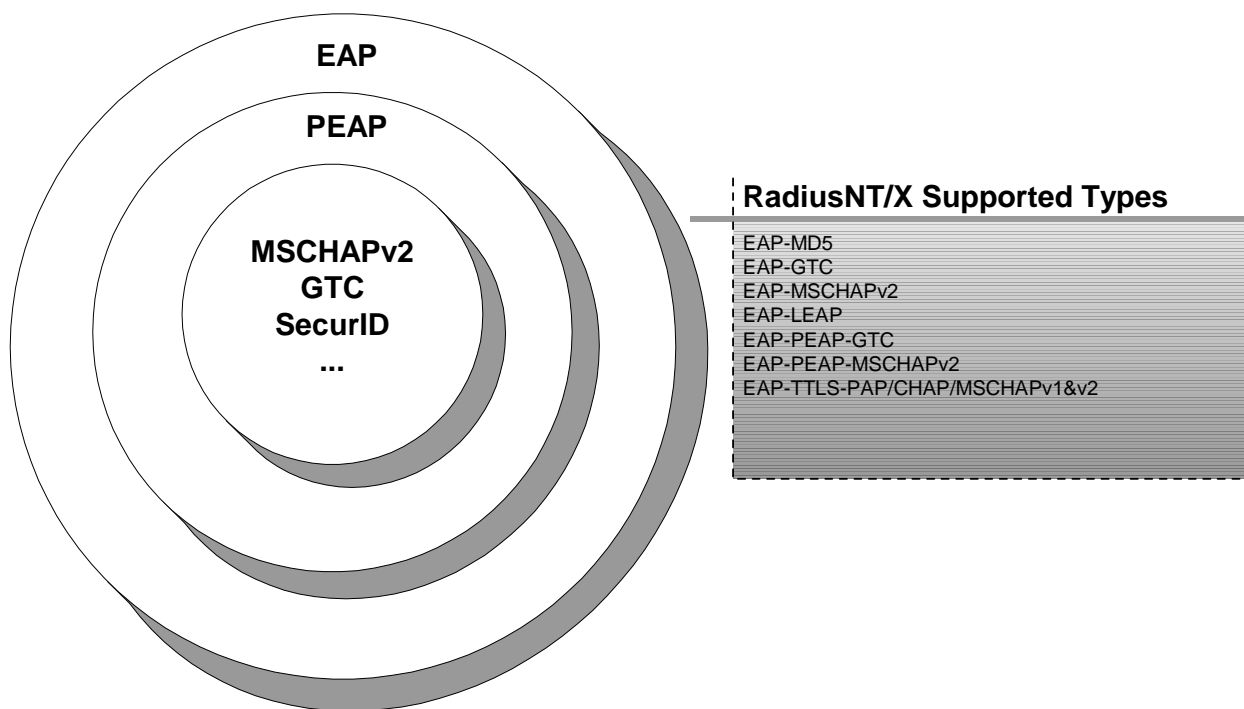 EAP
PEAP
MSCHAPv2
GTC
SecurID
...
RadiusNT/X Supported Types
EAP-MD5
EAP-GTC
EAP-MSCHAPv2
EAP-LEAP
EAP-PEAP-GTC
EAP-PEAP-MSCHAPv2
EAP-TTLS-PAP/CHAP/MSCHAPv1&v2